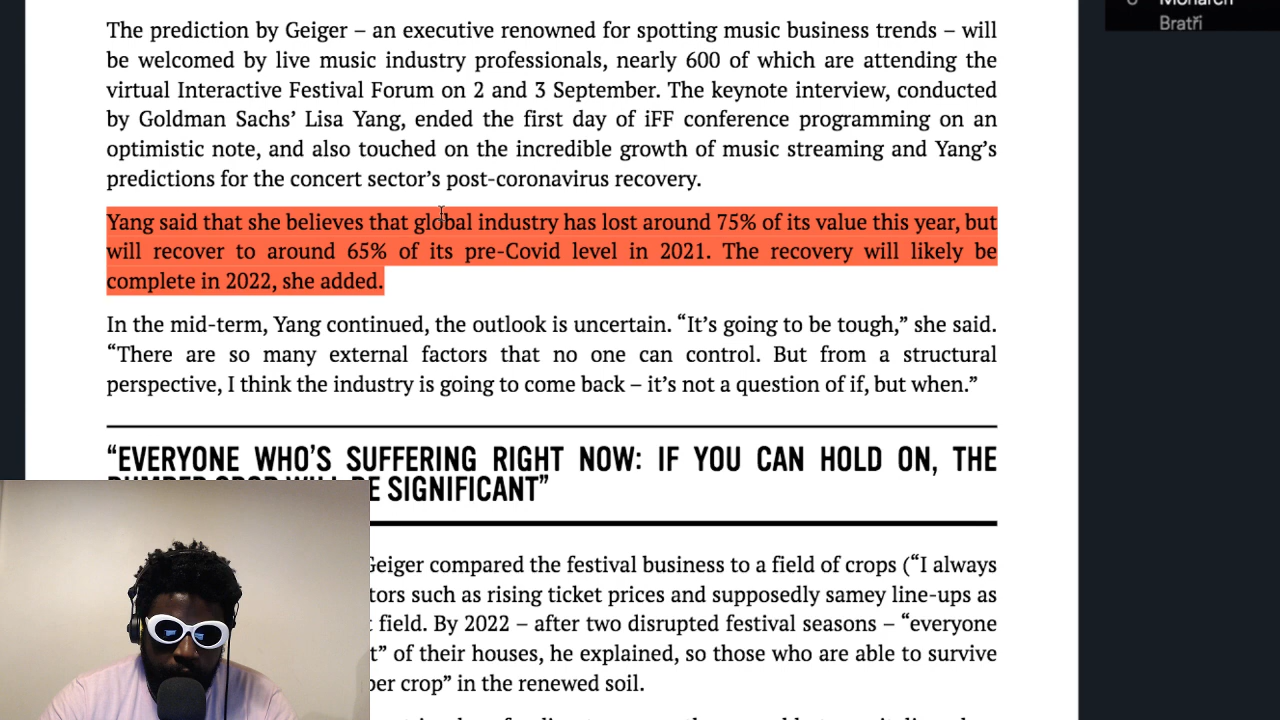 Monarch
Bratři
The prediction by Geiger – an executive renowned for spotting music business trends – will
be welcomed by live music industry professionals, nearly 600 of which are attending the
virtual Interactive Festival Forum on 2 and 3 September. The keynote interview, conducted
by Goldman Sachs’ Lisa Yang, ended the first day of iFF conference programming on an
optimistic note, and also touched on the incredible growth of music streaming and Yang’s
predictions for the concert sector’s post-coronavirus recovery.
Yang said that she believes that global industry has lost around 75% of its value this year, but
will recover to around 65% of its pre-Covid level in 2021. The recovery will likely be
complete in 2022, she added.
In the mid-term, Yang continued, the outlook is uncertain. “It’s going to be tough,” she said.
“There are so many external factors that no one can control. But from a structural
perspective, I think the industry is going to come back – it’s not a question of if, but when.”
“EVERYONE WHO’S SUFFERING RIGHT NOW: IF YOU CAN HOLD ON, THE
BUMPER CROP WILL BE SIGNIFICANT”
Geiger compared the festival business to a field of crops (“I always
such as rising ticket prices and supposedly samey line-ups as
field. By 2022 – after two disrupted festival seasons – “everyone
of their houses, he explained, so those who are able to survive
crop” in the renewed soil.